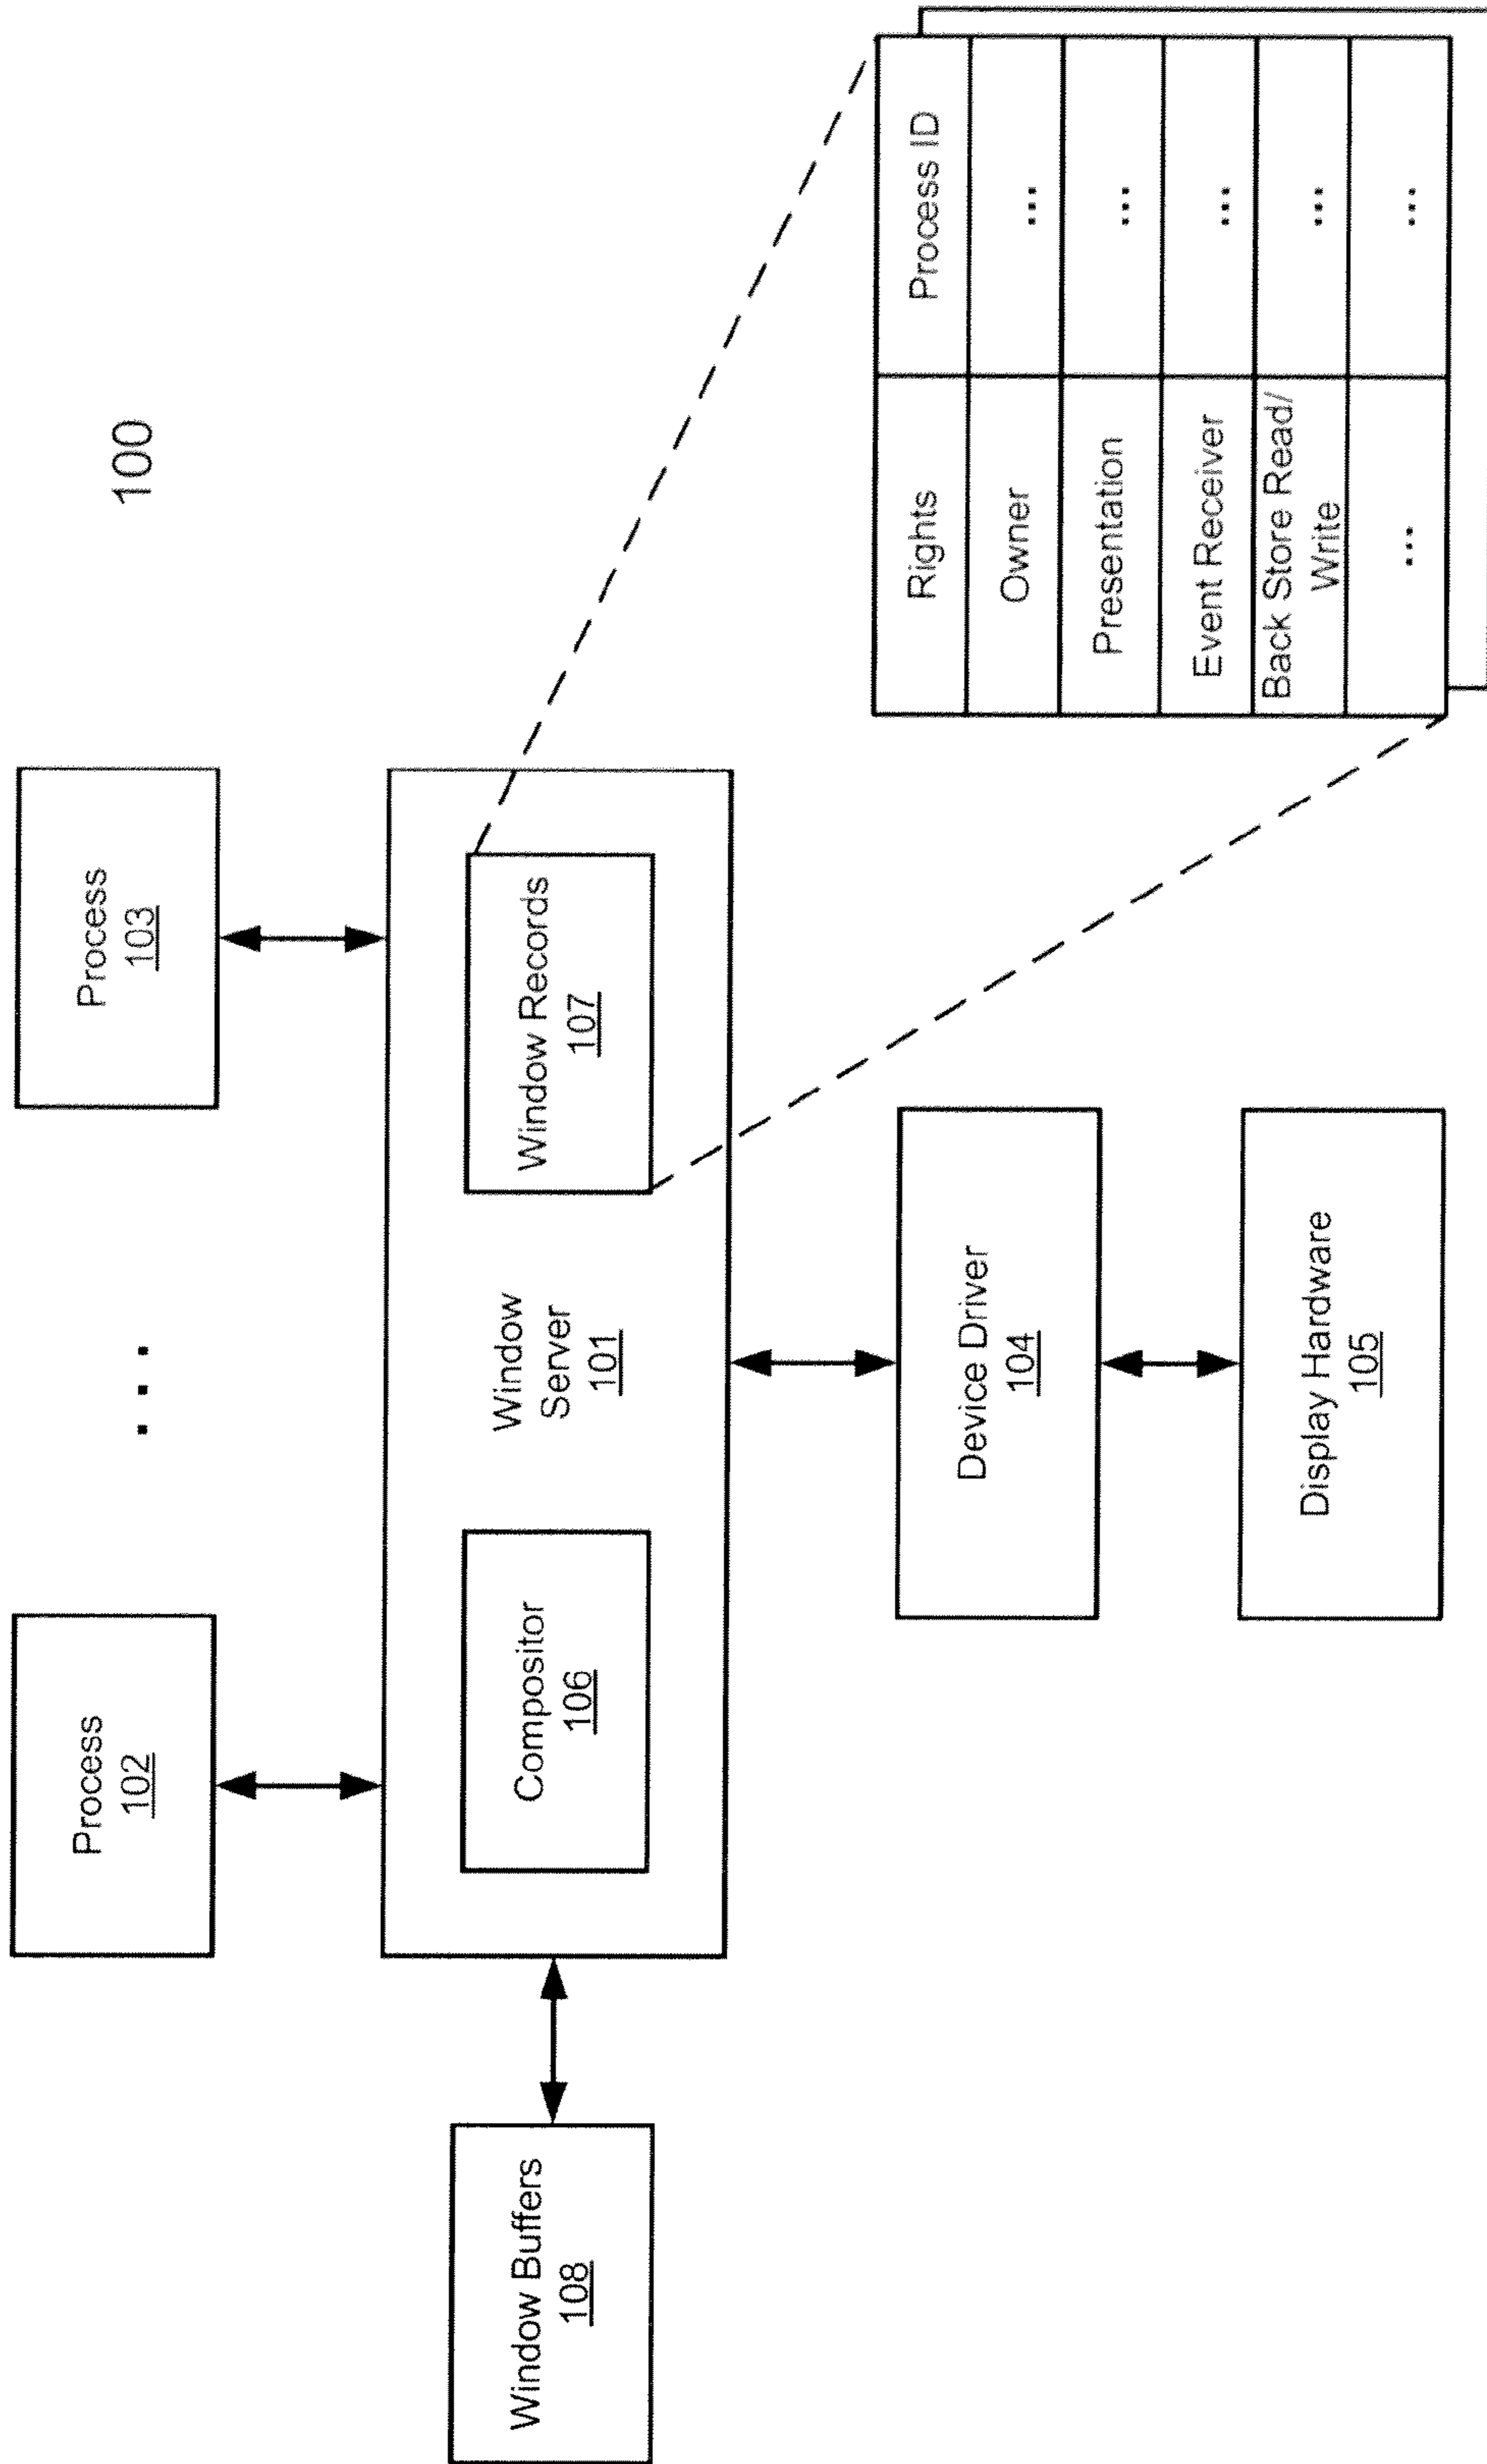 100
Process
102
. . .
Process
103
Window Buffers
108
Compositor
106
Window
Server
101
Window Records
107
Device Driver
104
Display Hardware
105
Rights
Process ID
Owner
...
Presentation
...
Event Receiver
...
Back Store Read/
Write
...
...
...